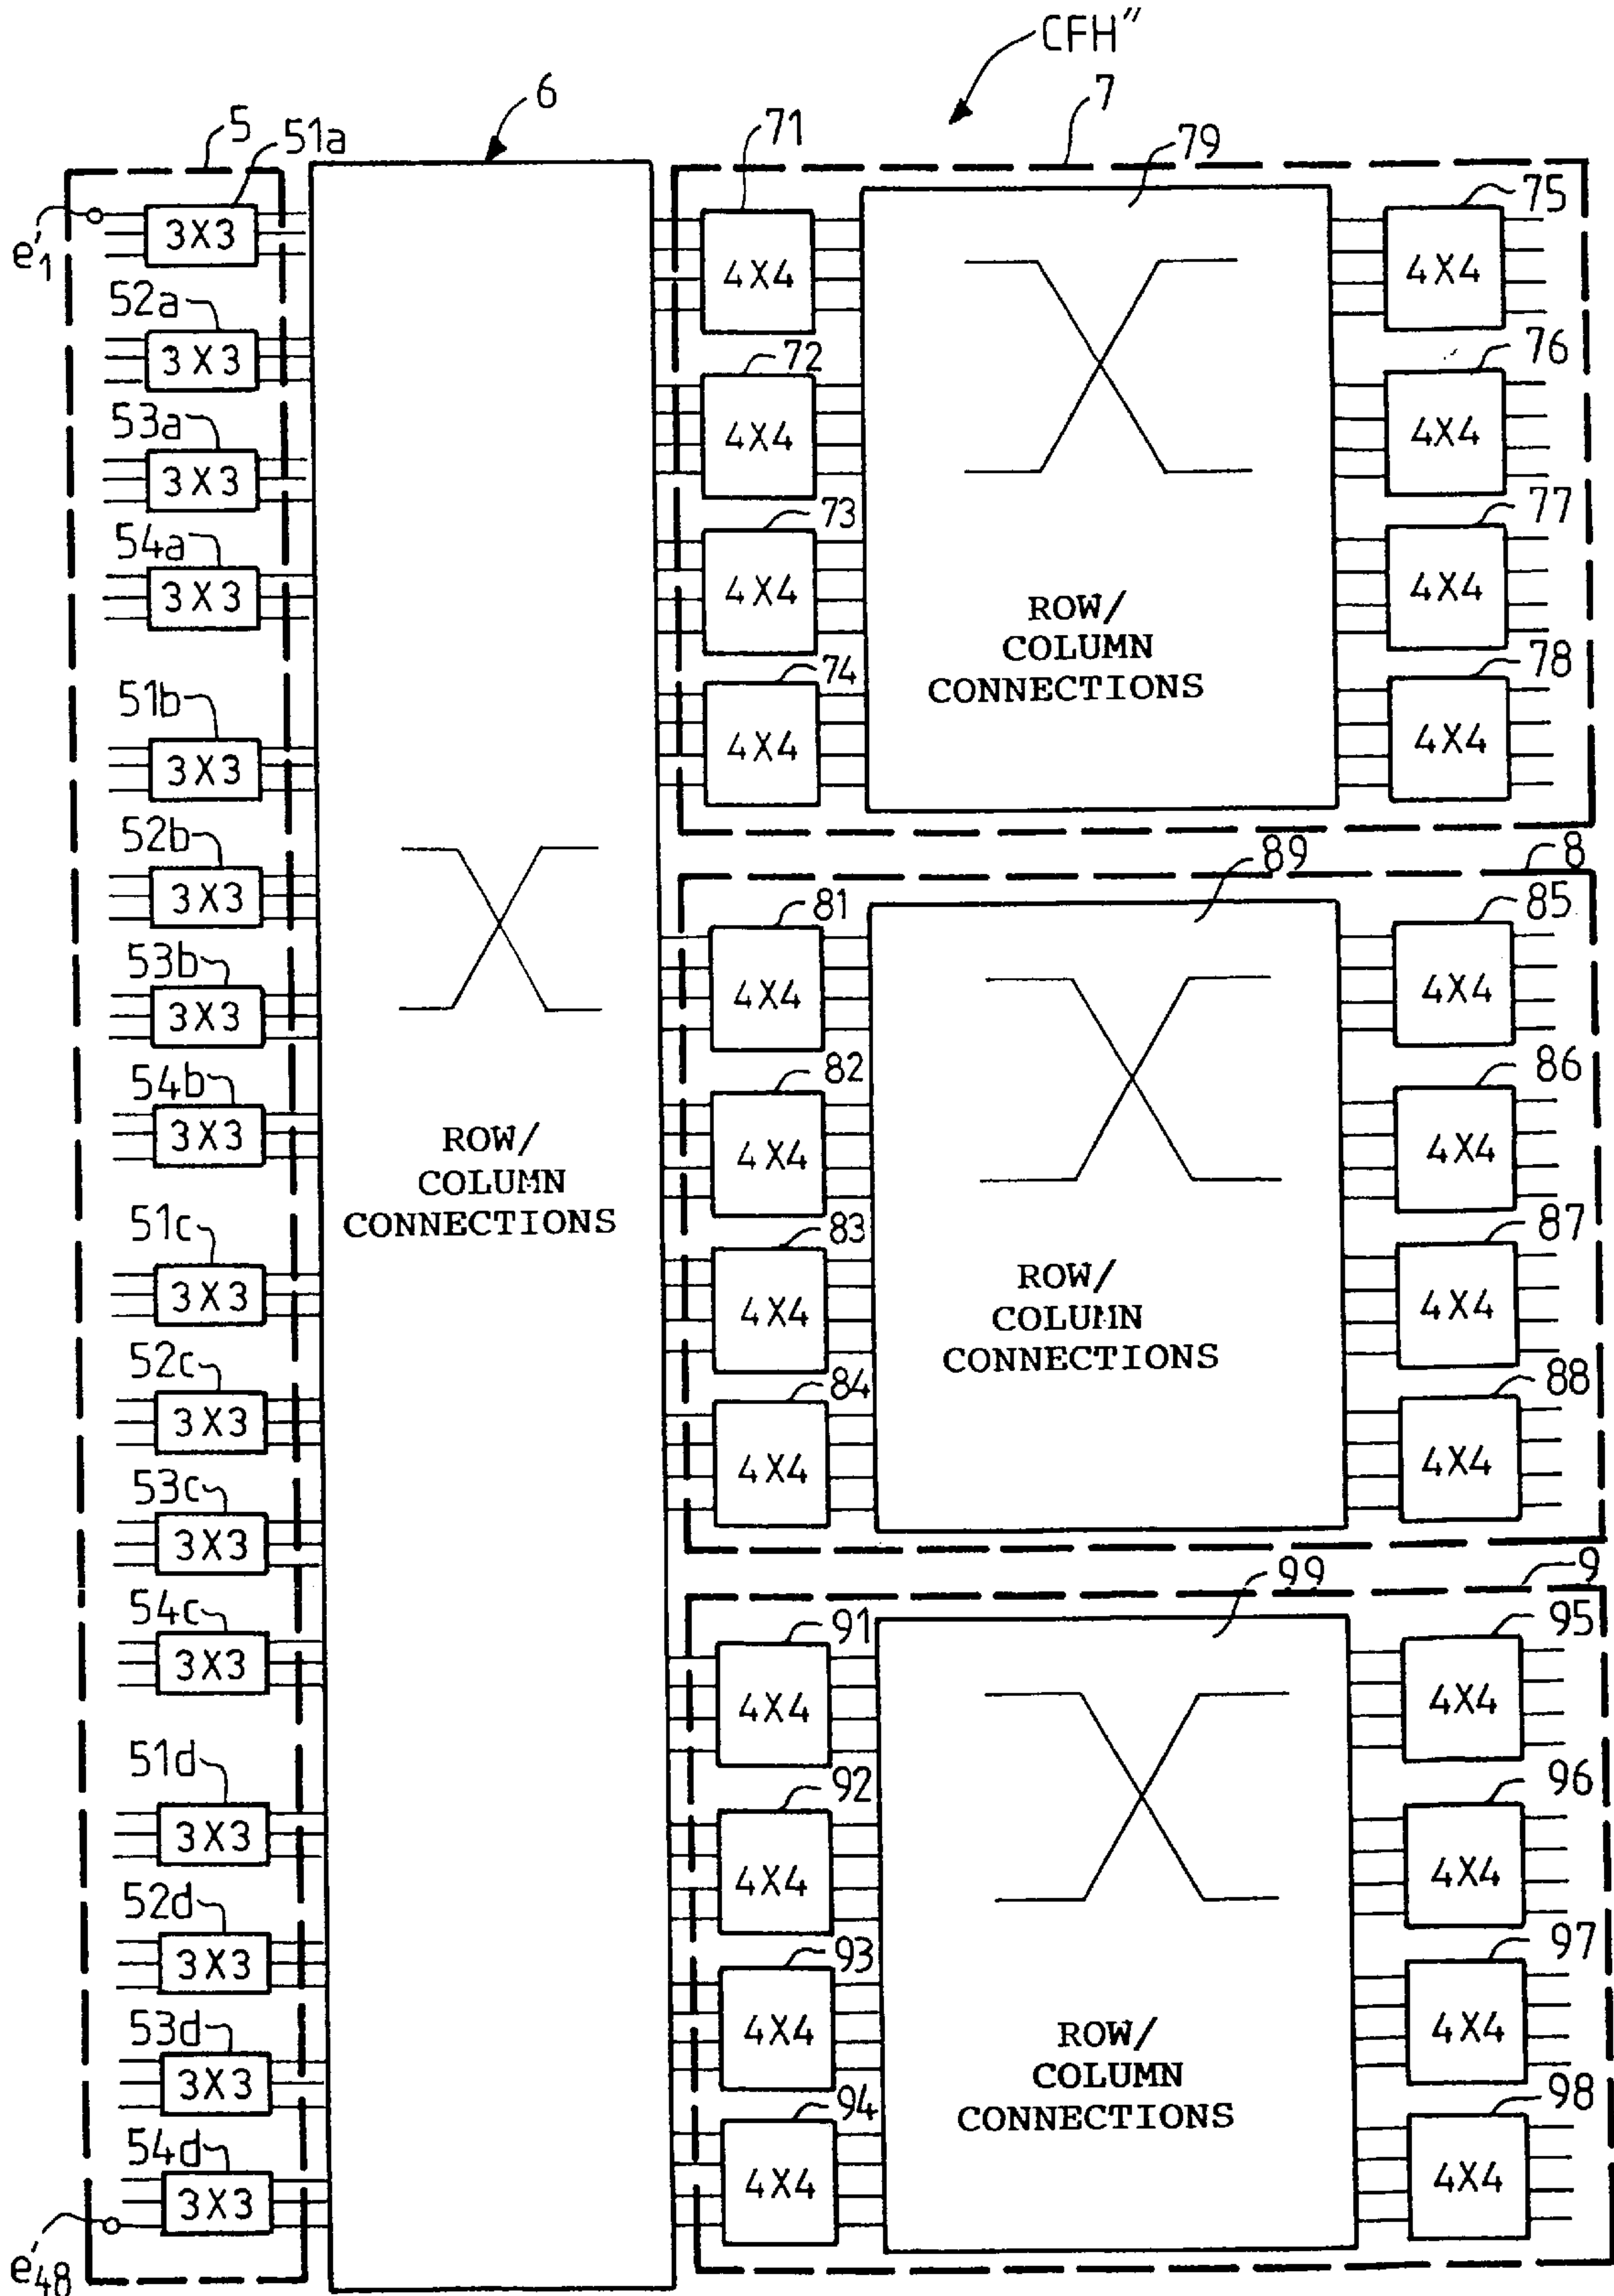 CFH"
6
7
5
51a
71
79
75
3X3
4X4
4X4
e'1
52a
3X3
72
76
4X4
4X4
53a
3X3
73
77
54a
4X4
4X4
3X3
ROW/
COLUMN
CONNECTIONS
74
78
51b
4X4
4X4
3X3
52b
89
8
3X3
81
85
53b
4X4
4X4
3X3
54b
82
86
3X3
ROW/
COLUMN
CONNECTIONS
4X4
4X4
51c
83
87
3X3
ROW/
COLUMN
CONNECTIONS
4X4
4X4
52c
84
88
3X3
4X4
4X4
53c
3X3
99
9
54c
91
95
3X3
4X4
4X4
51d
92
96
3X3
4X4
4X4
52d
93
97
3X3
4X4
4X4
53d
ROW/
COLUMN
CONNECTIONS
3X3
94
98
54d
4X4
4X4
3X3
e'48